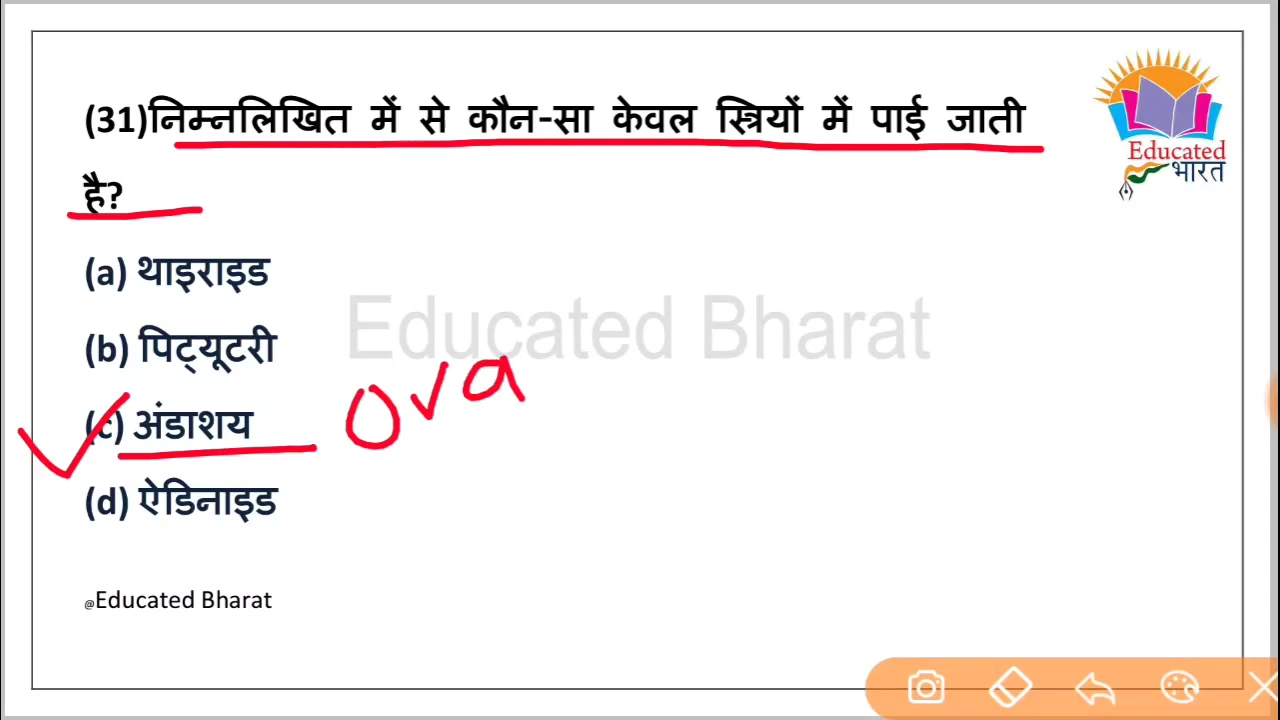 (31)निम्नलिखित में से कौन-सा केवल स्त्रियों में पाई जाती
है?
Educated
भारत
(a) थाइराइड
(b) पिट्यूटरी
Educated Bharat
(c) अंडाशय
Ova
(d) ऐडिनाइड
@Educated Bharat